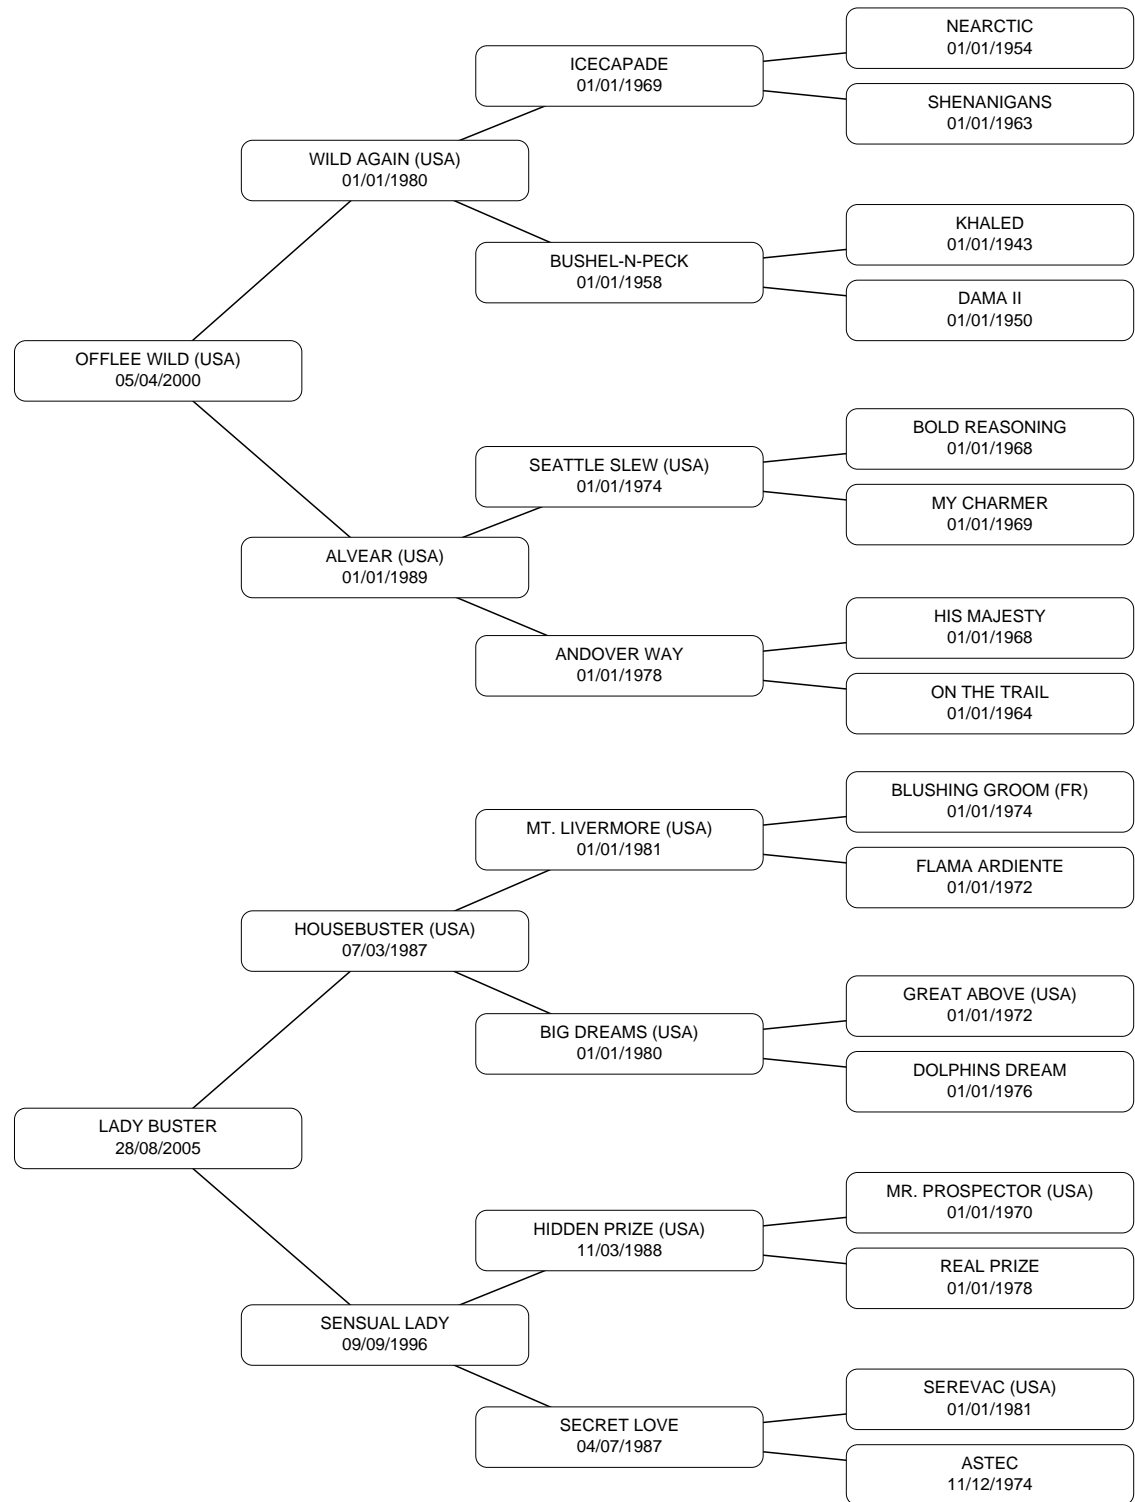 NEARCTIC
01/01/1954
ICECAPADE
01/01/1969
SHENANIGANS
01/01/1963
WILD AGAIN (USA)
01/01/1980
KHALED
01/01/1943
BUSHEL-N-PECK
01/01/1958
DAMA II
01/01/1950
OFFLEE WILD (USA)
05/04/2000
BOLD REASONING
01/01/1968
SEATTLE SLEW (USA)
01/01/1974
MY CHARMER
01/01/1969
ALVEAR (USA)
01/01/1989
HIS MAJESTY
01/01/1968
ANDOVER WAY
01/01/1978
ON THE TRAIL
01/01/1964
BLUSHING GROOM (FR)
01/01/1974
MT. LIVERMORE (USA)
01/01/1981
FLAMA ARDIENTE
01/01/1972
HOUSEBUSTER (USA)
07/03/1987
GREAT ABOVE (USA)
01/01/1972
BIG DREAMS (USA)
01/01/1980
DOLPHINS DREAM
01/01/1976
LADY BUSTER
28/08/2005
MR. PROSPECTOR (USA)
01/01/1970
HIDDEN PRIZE (USA)
11/03/1988
REAL PRIZE
01/01/1978
SENSUAL LADY
09/09/1996
SEREVAC (USA)
01/01/1981
SECRET LOVE
04/07/1987
ASTEC
11/12/1974